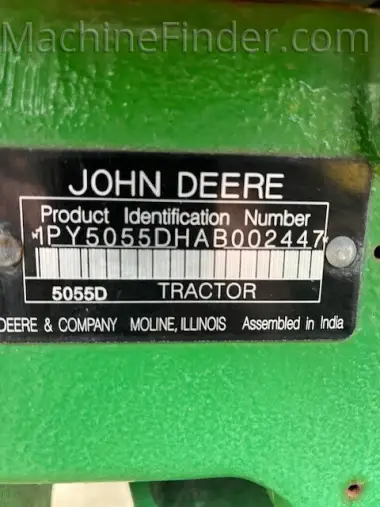 MachineFinder.com
JOHN DEERE
Product Identification Number
*1PY5055DHAB002447*
5055D TRACTOR
DEERE & COMPANY MOLINE, ILLINOIS Assembled in India